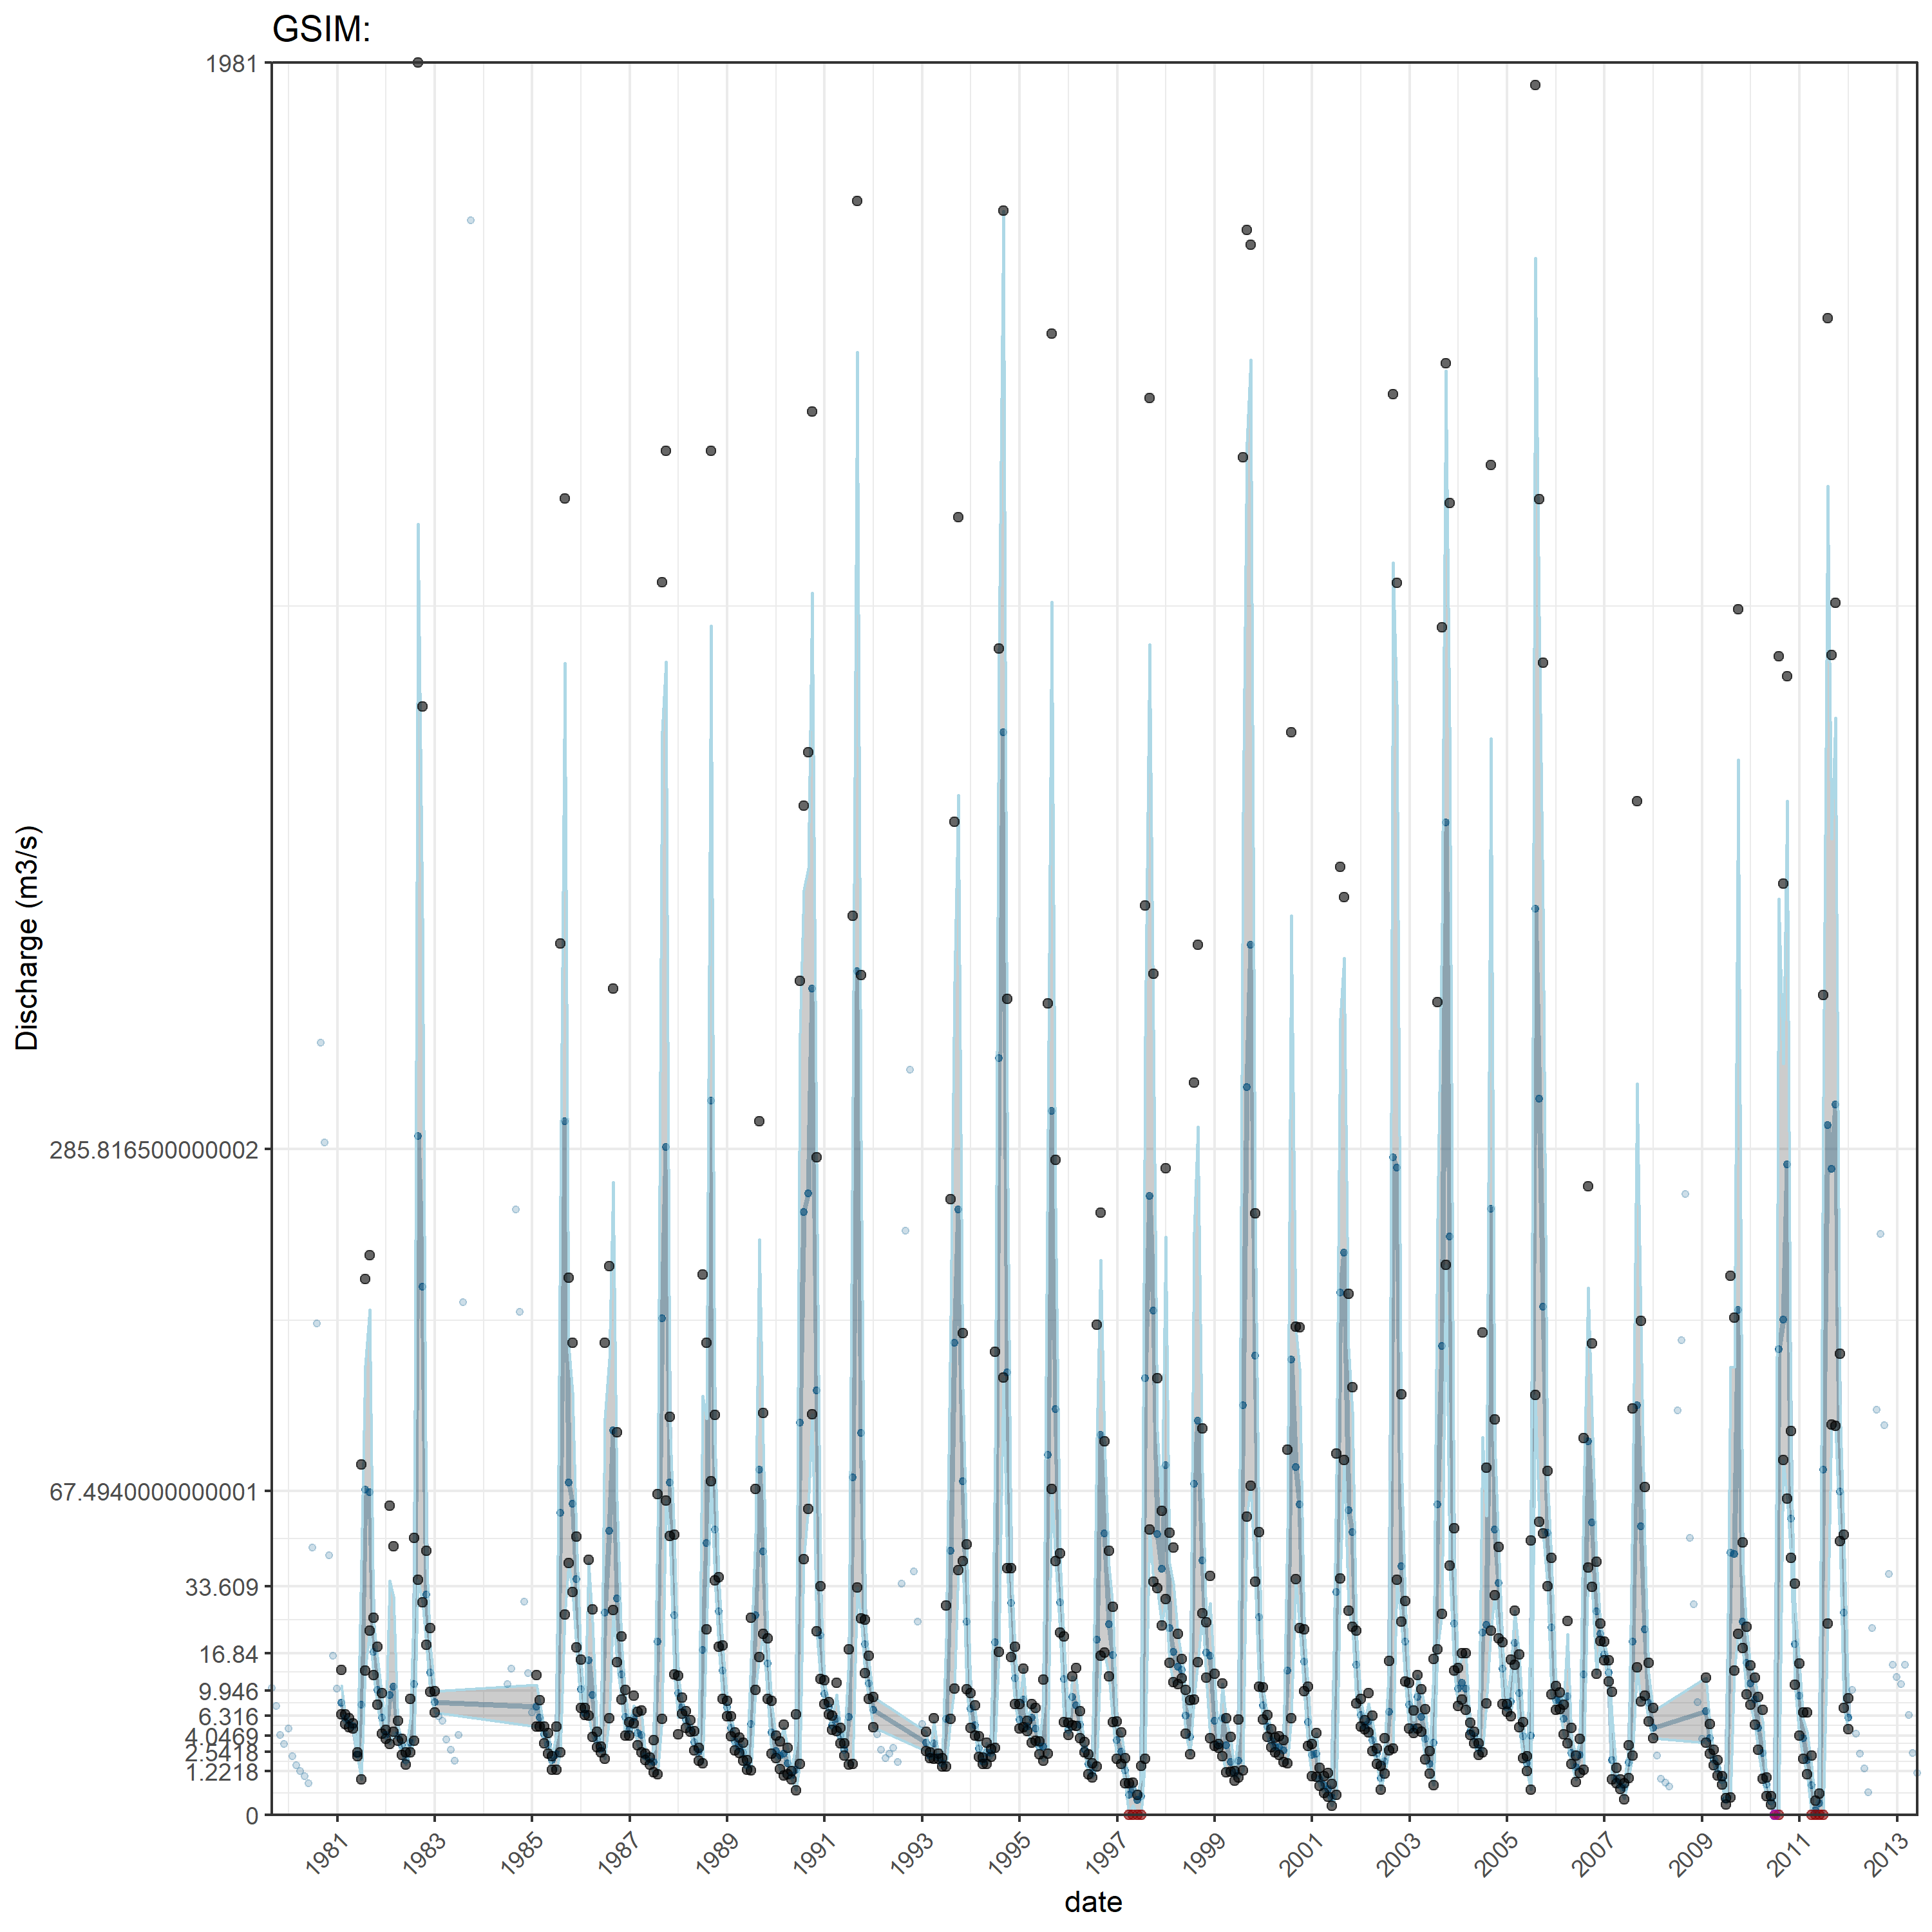 GSIM:
1981
285.816500000002
67.4940000000001
33.609
16.84
9.946
6.316
4.0469
2.5418
1.2218
0
Discharge (m3/s)
1981 1983 1985 1987 1989 1991 1993 1995 1997 1999 2001 2003 2005 2007 2009 2011 2013
date